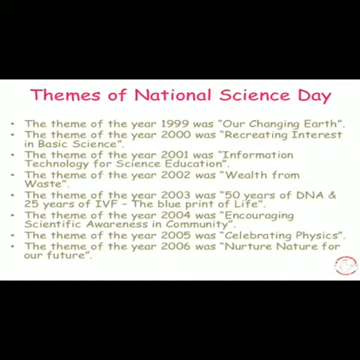 Themes of National Science Day
• The theme of the year 1999 was "Our Changing Earth".
• The theme of the year 2000 was "Recreating Interest
in Basic Science".
• The theme of the year 2001 was "Information
Technology for Science Education".
• The theme of the year 2002 was "Wealth from
Waste".
• The theme of the year 2003 was "50 years of DNA &
25 years of IVF – The blue print of Life".
• The theme of the year 2004 was "Encouraging
Scientific Awareness in Community".
• The theme of the year 2005 was "Celebrating Physics".
• The theme of the year 2006 was "Nurture Nature for
our future".